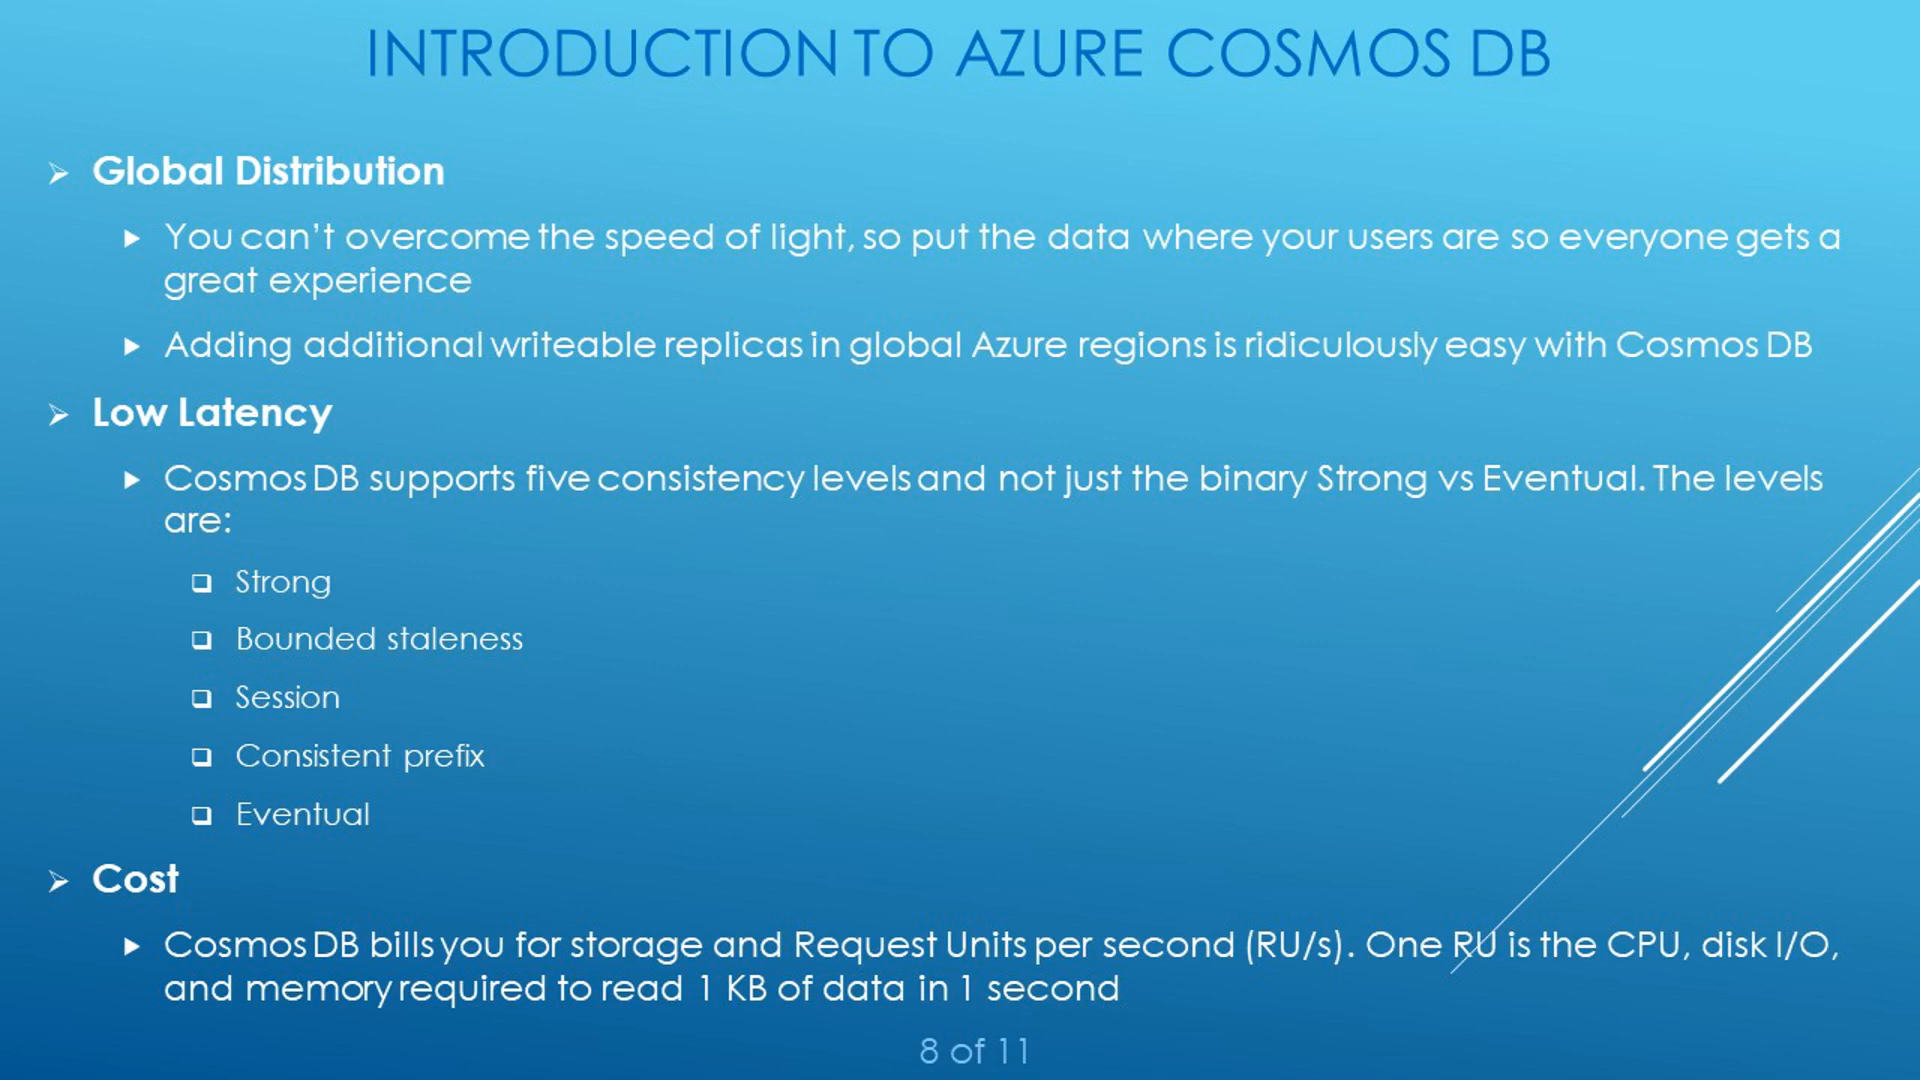 INTRODUCTION TO AZURE COSMOS DB
Global Distribution
You can't overcome the speed of light, so put the data where your users are so everyone gets a
great experience
Adding additional writeable replicas in global Azure regions is ridiculously easy with Cosmos DB
Low Latency
Cosmos DB supports five consistency levels and not just the binary Strong vs Eventual. The levels
are:
Strong
Bounded staleness
Session
Consistent prefix
Eventual
Cost
Cosmos DB bills you for storage and Request Units per second (RU/s). One RU is the CPU, disk I/O,
and memory required to read 1 KB of data in 1 second
8 of 11